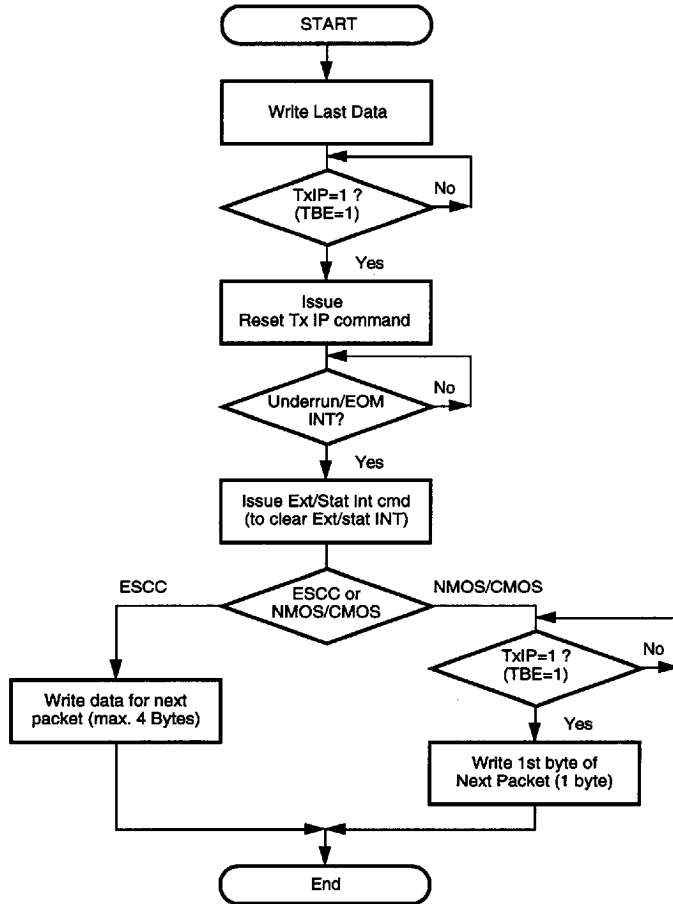 START
Write Last Data
TxIP=1 ?
(TBE=1)
No
Yes
Issue
Reset Tx IP command
Underrun/EOM
INT?
No
Yes
Issue Ext/Stat Int cmd
(to clear Ext/stat INT)
ESCC
ESCC or
NMOS/CMOS
NMOS/CMOS
TxIP=1 ?
(TBE=1)
No
Write data for next
packet (max. 4 Bytes)
Yes
Write 1st byte of
Next Packet (1 byte)
End